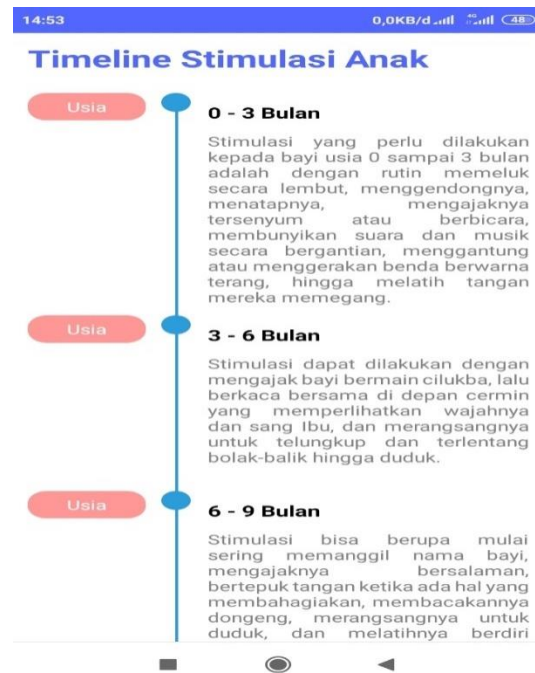 14:53 0,0KB/d 4G 48
Timeline Stimulasi Anak
Usia
0 - 3 Bulan
Stimulasi yang perlu dilakukan
kepada bayi usia 0 sampai 3 bulan
adalah dengan rutin memeluk
secara lembut, menggendongnya,
menatapnya, mengajaknya
tersenyum atau berbicara,
membunyikan suara dan musik
secara bergantian, menggantung
atau menggerakan benda berwarna
terang, hingga melatih tangan
mereka memegang.
Usia
3 - 6 Bulan
Stimulasi dapat dilakukan dengan
mengajak bayi bermain cilukba, lalu
berkaca bersama di depan cermin
yang memperlihatkan wajahnya
dan sang Ibu, dan merangsangnya
untuk telungkup dan terlentang
bolak-balik hingga duduk.
Usia
6 - 9 Bulan
Stimulasi bisa berupa mulai
sering memanggil nama bayi,
mengajaknya bersalaman,
bertepuk tangan ketika ada hal yang
membahagiakan, membacakannya
dongeng, merangsangnya untuk
duduk, dan melatihnya berdiri